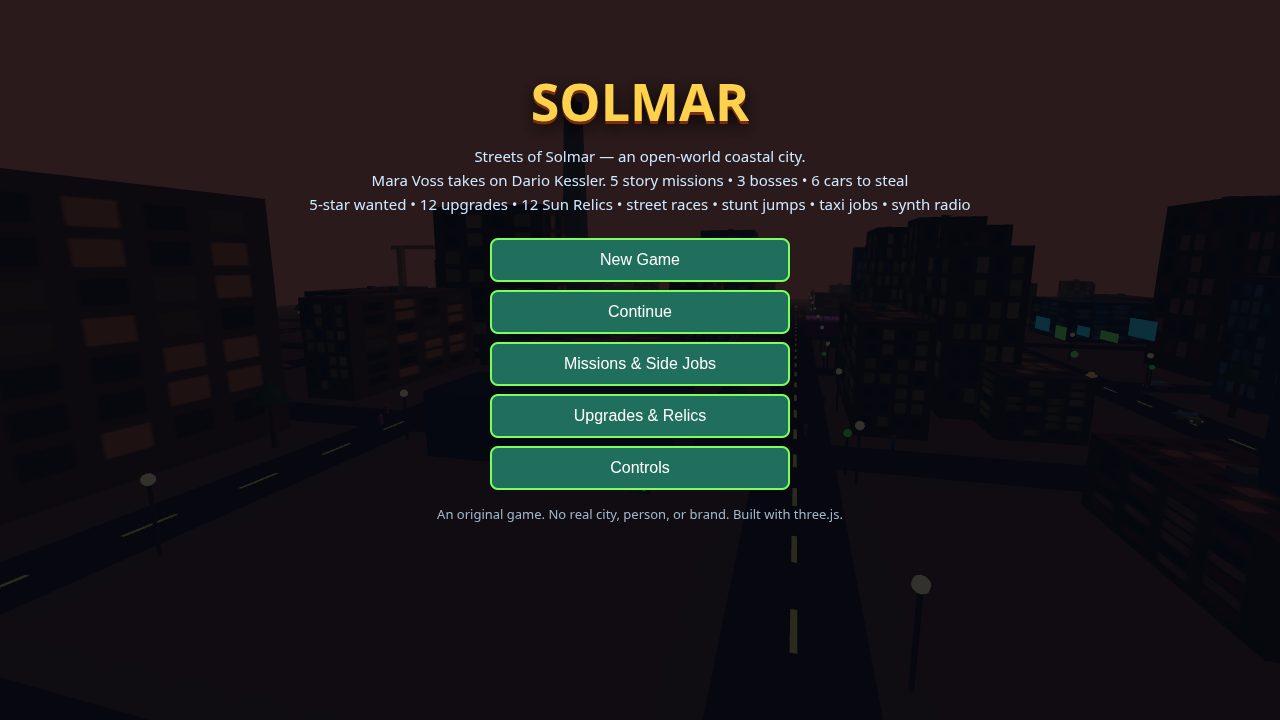 SOLMAR
Streets of Solmar — an open-world coastal city.
Mara Voss takes on Dario Kessler. 5 story missions • 3 bosses • 6 cars to steal
5-star wanted • 12 upgrades • 12 Sun Relics • street races • stunt jumps • taxi jobs • synth radio
New Game
Continue
Missions & Side Jobs
Upgrades & Relics
Controls
An original game. No real city, person, or brand. Built with three.js.